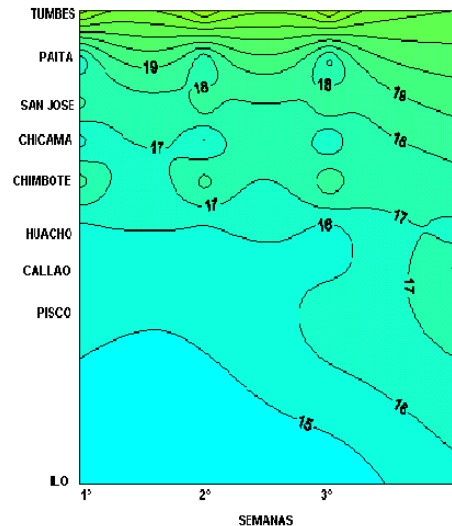 TUMBES
PAITA
19
18
18
19
SAN JOSE
CHICAMA
17
18
CHIMBOTE
17
17
HUACHO
16
CALLAO
17
PISCO
16
15
ILO
1° 2° 3°
SEMANAS